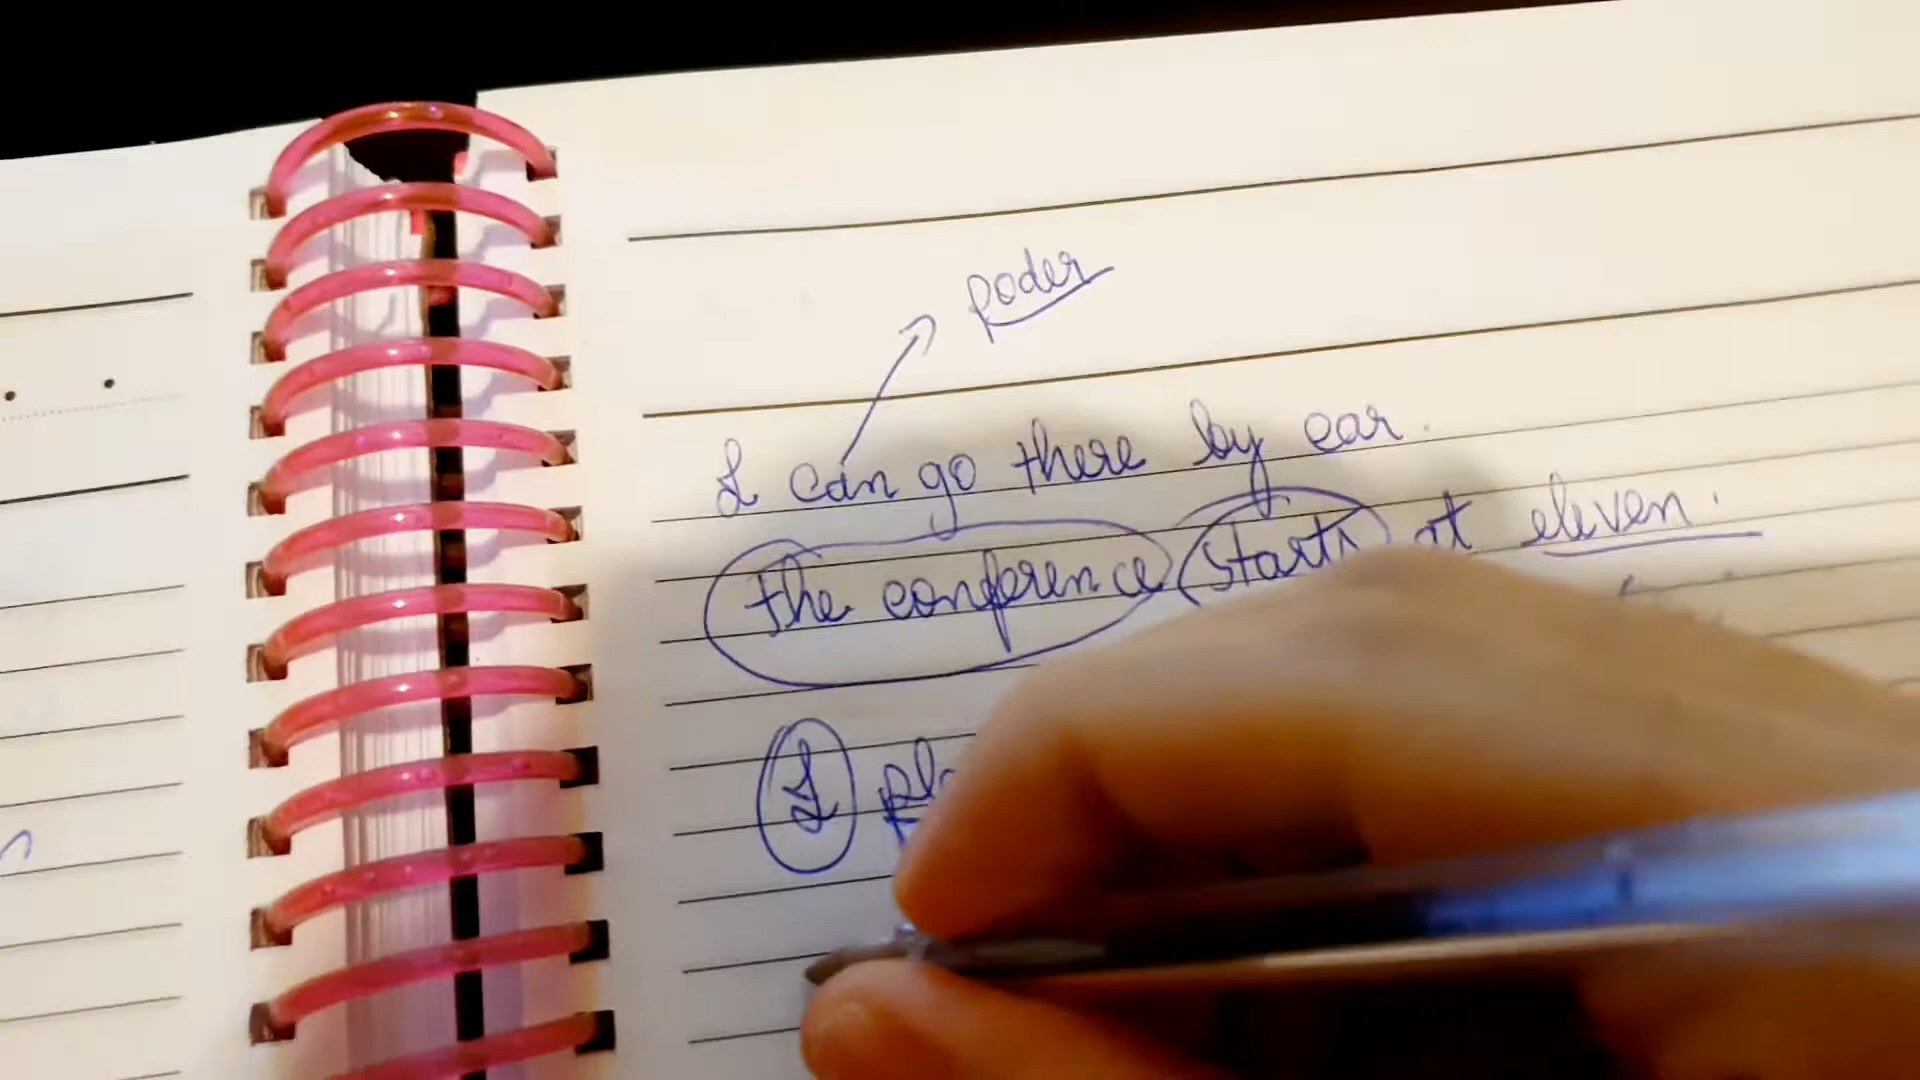 poder
I can go there by car.
the conference starts at eleven.
I